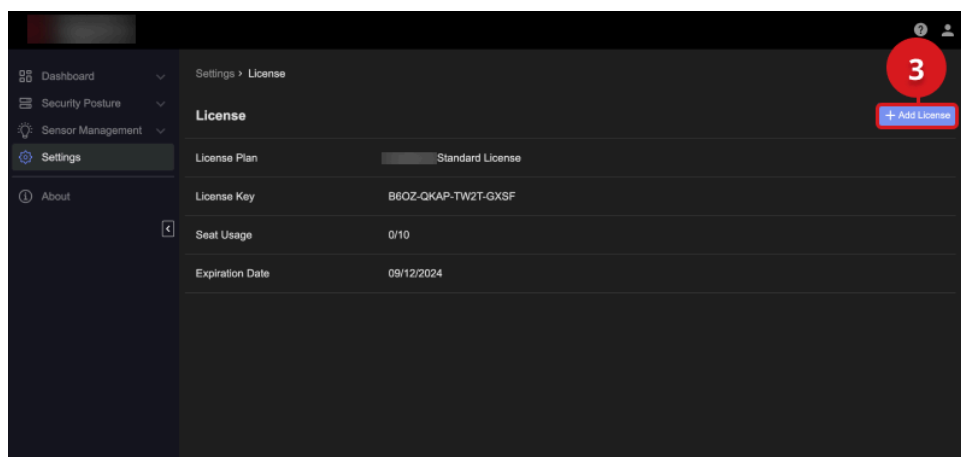 Dashboard
Security Posture
Sensor Management
Settings
About
Settings > License
3
License
+ Add License
License Plan Standard License
License Key B6OZ-QKAP-TW2T-GXSF
Seat Usage 0/10
Expiration Date 09/12/2024